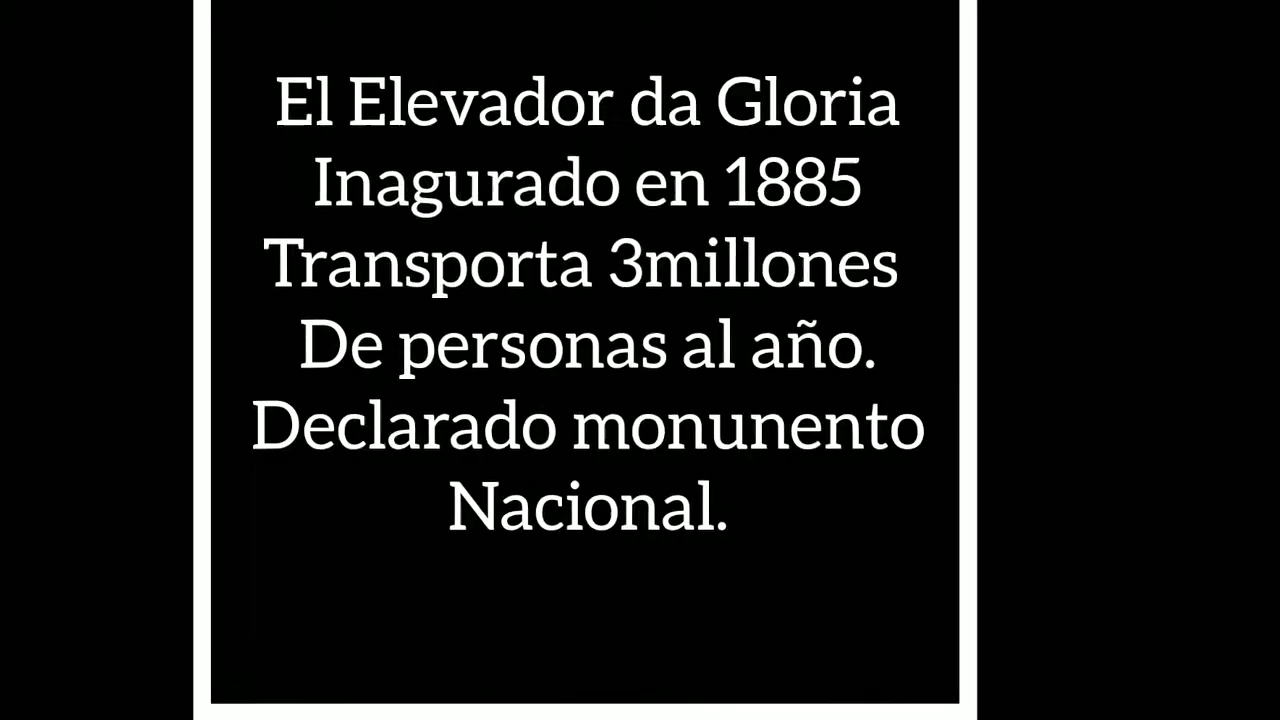 El Elevador da Gloria
Inagurado en 1885
Transporta 3millones
De personas al año.
Declarado monunento
Nacional.